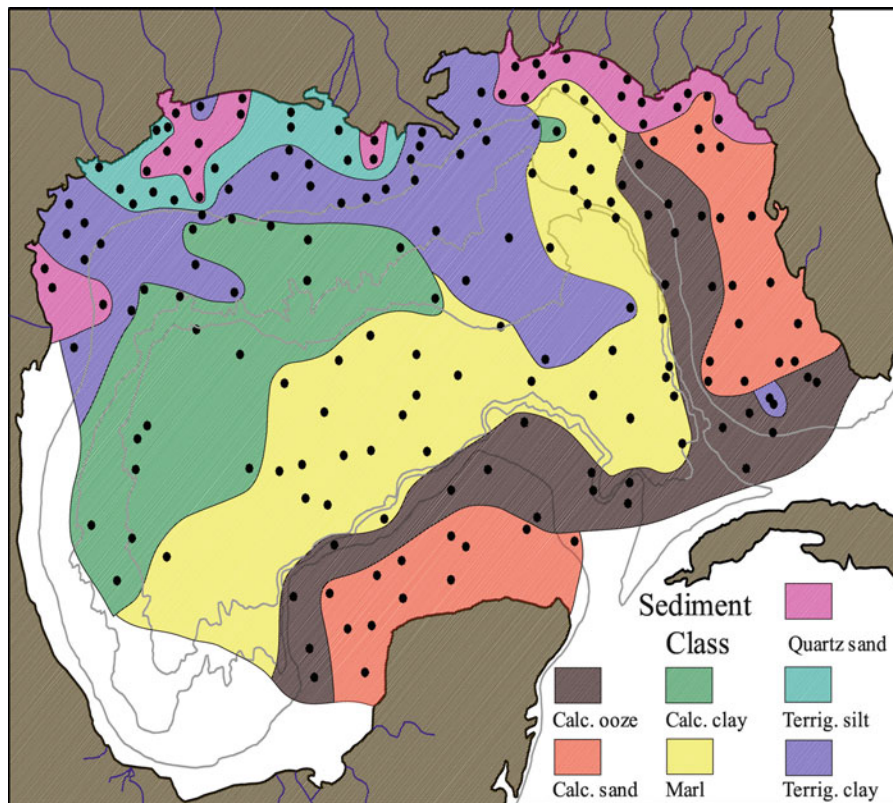 Sediment
Class
Quartz sand
Calc. ooze
Calc. clay
Terrig. silt
Calc. sand
Marl
Terrig. clay